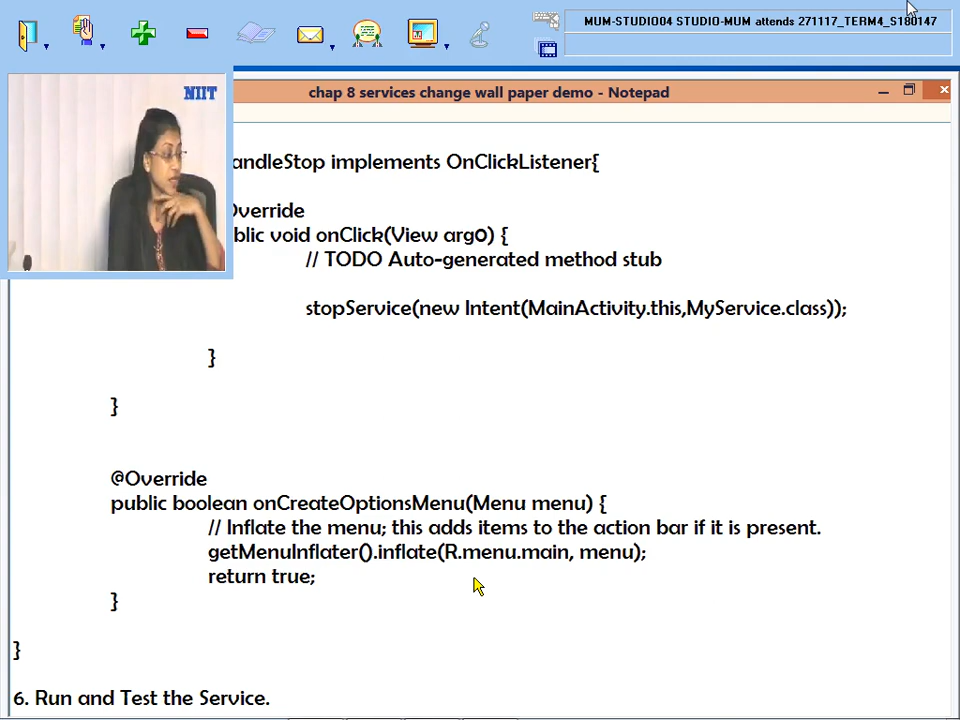 MUM-STUDIO04 STUDIO-MUM attends 271117_TERM4_S180147
NIIT
chap 8 services change wall paper demo - Notepad
andleStop implements OnClickListener{
Override
blic void onClick(View arg0) {
// TODO Auto-generated method stub
stopService(new Intent(MainActivity.this,MyService.class));
}
}
@Override
public boolean onCreateOptionsMenu(Menu menu) {
// Inflate the menu; this adds items to the action bar if it is present.
getMenuInflater().inflate(R.menu.main, menu);
return true;
}
}
6. Run and Test the Service.